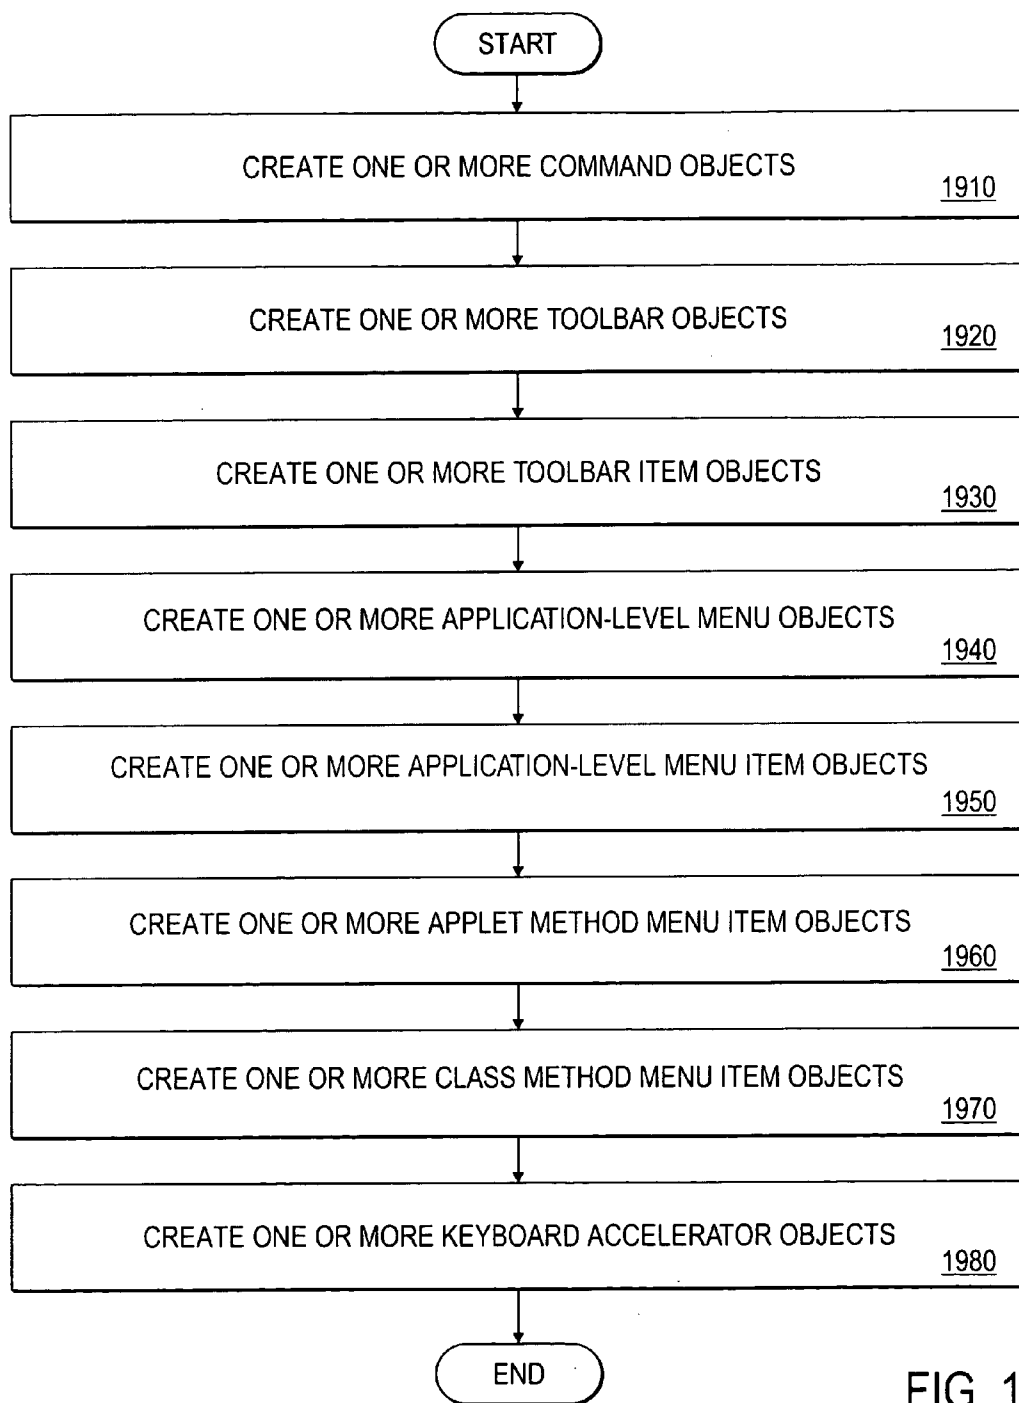 START
CREATE ONE OR MORE COMMAND OBJECTS
1910
CREATE ONE OR MORE TOOLBAR OBJECTS
1920
CREATE ONE OR MORE TOOLBAR ITEM OBJECTS
1930
CREATE ONE OR MORE APPLICATION-LEVEL MENU OBJECTS
1940
CREATE ONE OR MORE APPLICATION-LEVEL MENU ITEM OBJECTS
1950
CREATE ONE OR MORE APPLET METHOD MENU ITEM OBJECTS
1960
CREATE ONE OR MORE CLASS METHOD MENU ITEM OBJECTS
1970
CREATE ONE OR MORE KEYBOARD ACCELERATOR OBJECTS
1980
END
FIG. 1